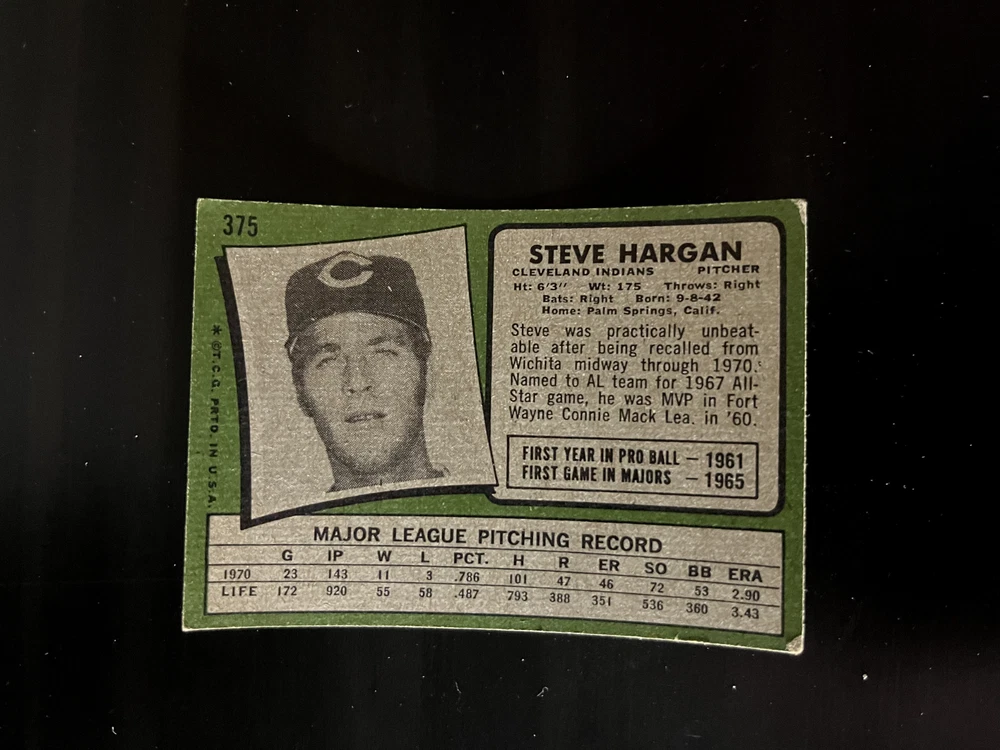 375
C
* ©T.C.G. PRTD. IN U.S.A.
STEVE HARGAN
CLEVELAND INDIANS PITCHER
Ht: 6'3" Wt: 175 Throws: Right
Bats: Right Born: 9-8-42
Home: Palm Springs, Calif.
Steve was practically unbeat-
able after being recalled from
Wichita midway through 1970.
Named to AL team for 1967 All-
Star game, he was MVP in Fort
Wayne Connie Mack Lea. in '60.
FIRST YEAR IN PRO BALL — 1961
FIRST GAME IN MAJORS — 1965
MAJOR LEAGUE PITCHING RECORD
G IP W L PCT. H R ER SO BB ERA
1970 23 143 11 3 .786 101 47 46 72 53 2.90
LIFE 172 920 55 58 .487 793 388 351 536 360 3.43